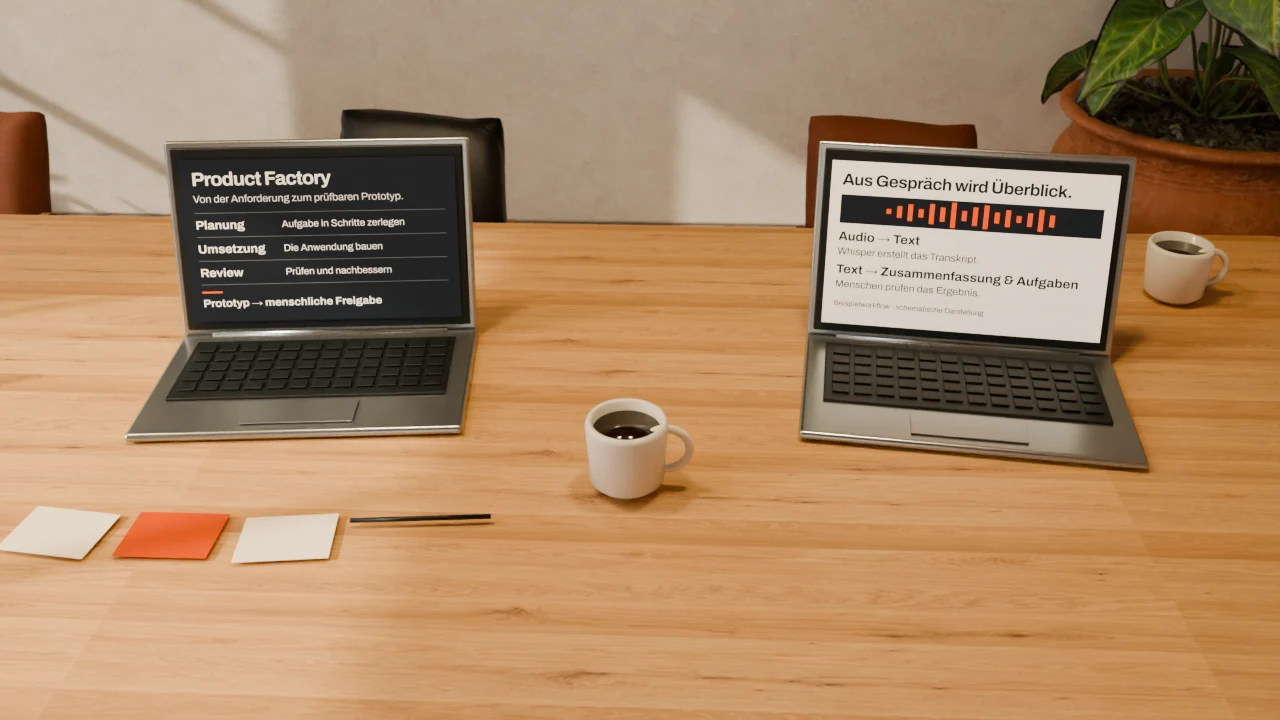 Product Factory
Von der Anforderung zum prüfbaren Prototyp.
Planung Aufgabe in Schritte zerlegen
Umsetzung Die Anwendung bauen
Review Prüfen und nachbessern
Prototyp → menschliche Freigabe
Aus Gespräch wird Überblick.
Audio → Text
Whisper erstellt das Transkript.
Text → Zusammenfassung & Aufgaben
Menschen prüfen das Ergebnis.
Beispielworkflow · schematische Darstellung